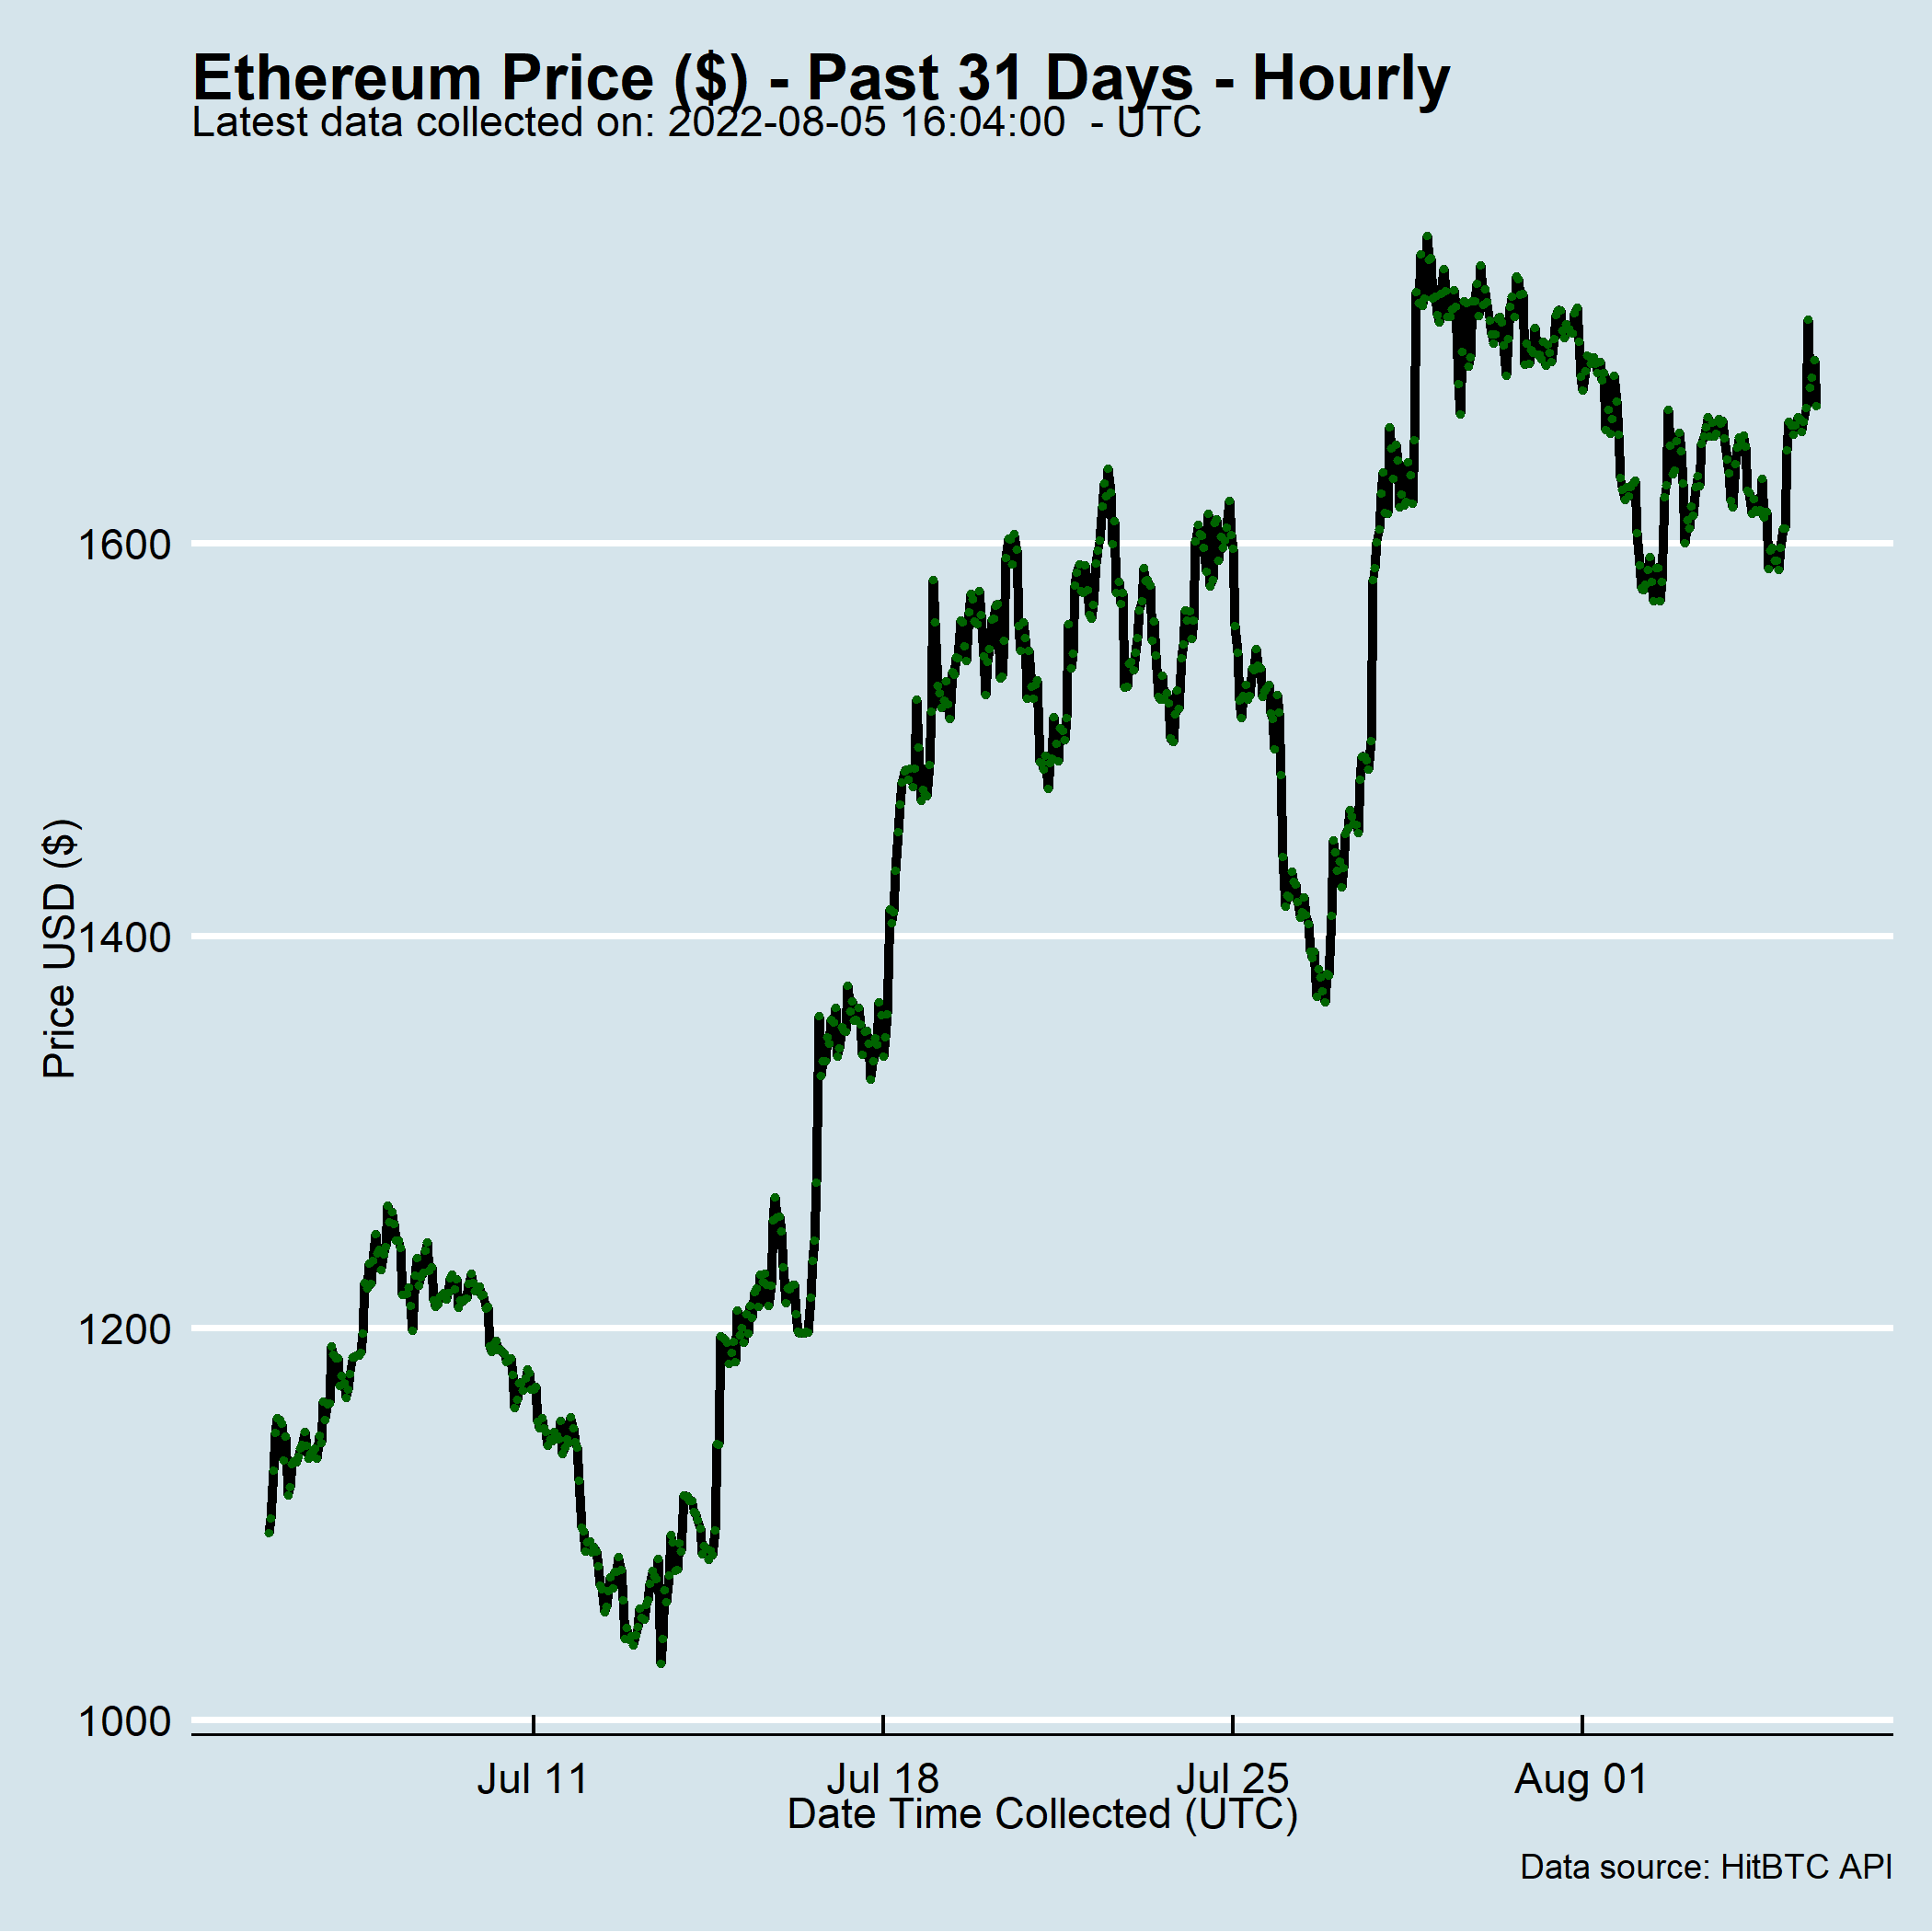 Ethereum Price ($) - Past 31 Days - Hourly
Latest data collected on: 2022-08-05 16:04:00  - UTC
Price USD ($)
1600
1400
1200
1000
Jul 11 Jul 18 Jul 25 Aug 01
Date Time Collected (UTC)
Data source: HitBTC API